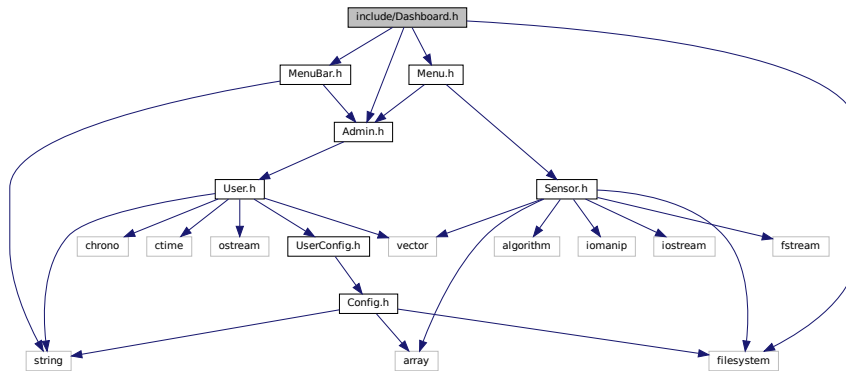 include/Dashboard.h
MenuBar.h
Menu.h
Admin.h
User.h
Sensor.h
chrono
ctime
ostream
UserConfig.h
vector
algorithm
iomanip
iostream
fstream
Config.h
string
array
filesystem